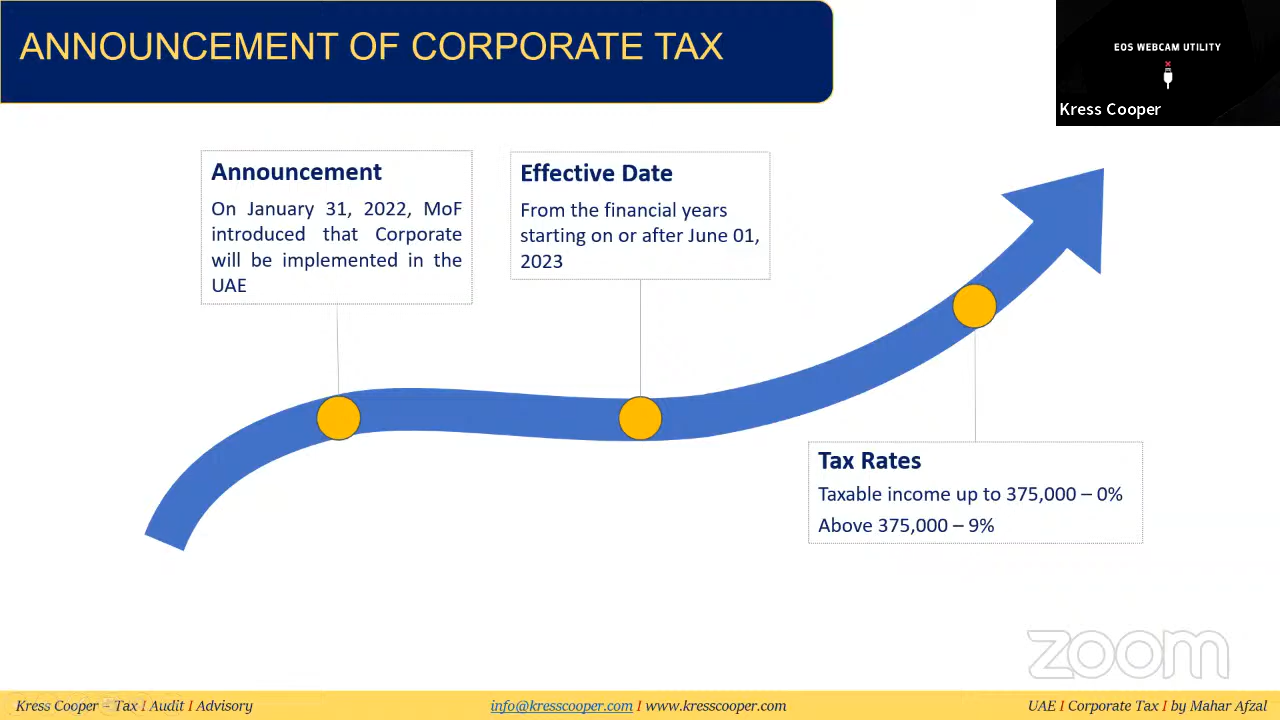 ANNOUNCEMENT OF CORPORATE TAX
EOS WEBCAM UTILITY
Kress Cooper
Announcement
On January 31, 2022, MoF
introduced that Corporate
will be implemented in the
UAE
Effective Date
From the financial years
starting on or after June 01,
2023
Tax Rates
Taxable income up to 375,000 – 0%
Above 375,000 – 9%
zoom
Kress Cooper – Tax I Audit I Advisory
info@kresscooper.com I www.kresscooper.com
UAE I Corporate Tax I by Mahar Afzal